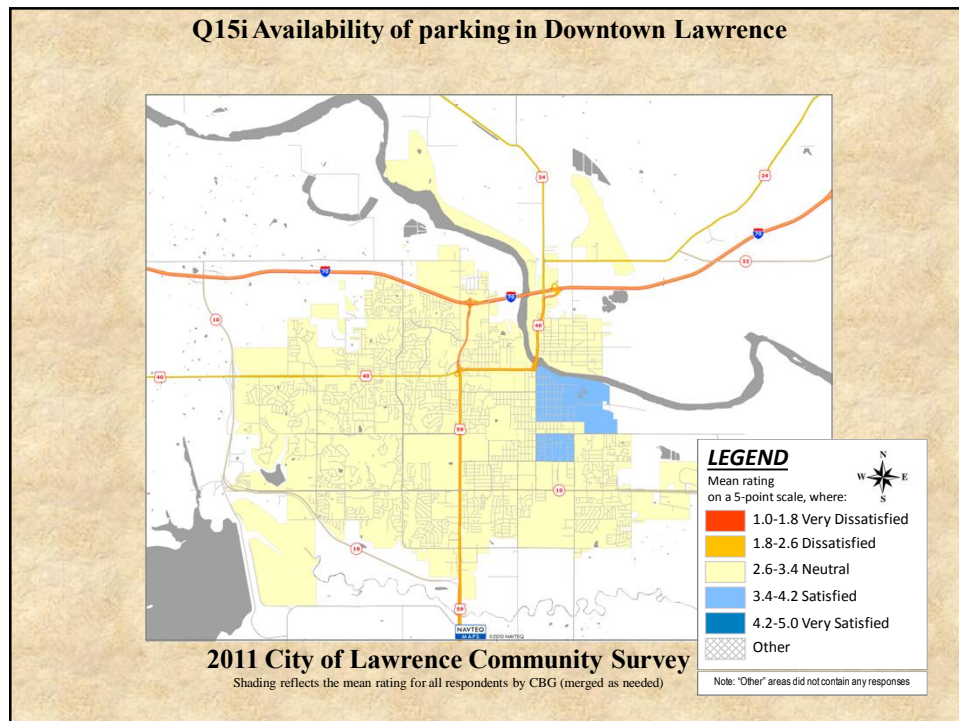 Q15i Availability of parking in Downtown Lawrence
24
24
70
32
70
70
10
40
40
40
59
10
10
59
NAVTEQ
MAPS ©2010 NAVTEQ
LEGEND
N
W E
S
Mean rating
on a 5-point scale, where:
1.0-1.8 Very Dissatisfied
1.8-2.6 Dissatisfied
2.6-3.4 Neutral
3.4-4.2 Satisfied
4.2-5.0 Very Satisfied
Other
Note: “Other” areas did not contain any responses
2011 City of Lawrence Community Survey
Shading reflects the mean rating for all respondents by CBG (merged as needed)